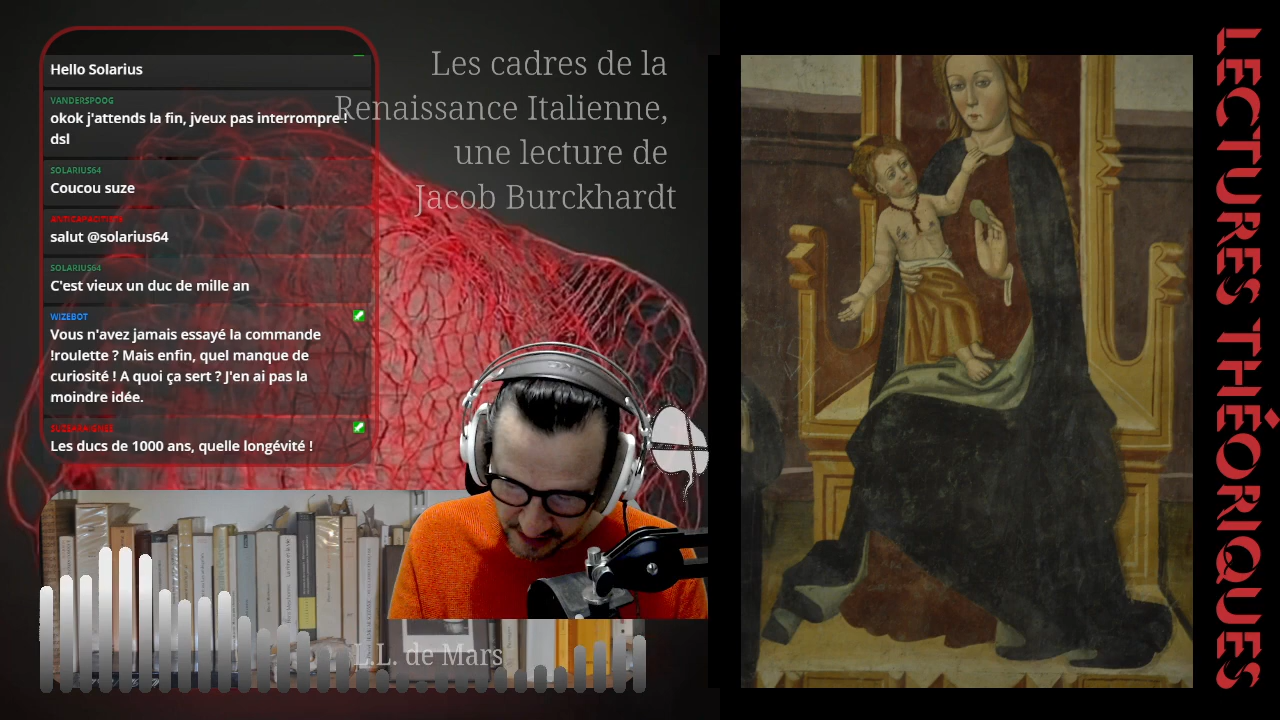 Hello Solarius
VANDERSPOOG
okok j'attends la fin, jveux pas interrompre !
dsl
SOLARIUS64
Coucou suze
ANTICAPACITISTE
salut @solarius64
SOLARIUS64
C'est vieux un duc de mille an
WIZEBOT
Vous n'avez jamais essayé la commande
!roulette ? Mais enfin, quel manque de
curiosité ! A quoi ça sert ? J'en ai pas la
moindre idée.
SUZEARAIGNEE
Les ducs de 1000 ans, quelle longévité !
Les cadres de la
Renaissance Italienne,
une lecture de
Jacob Burckhardt
L.L. de Mars
LECTURES THÉORIQUES